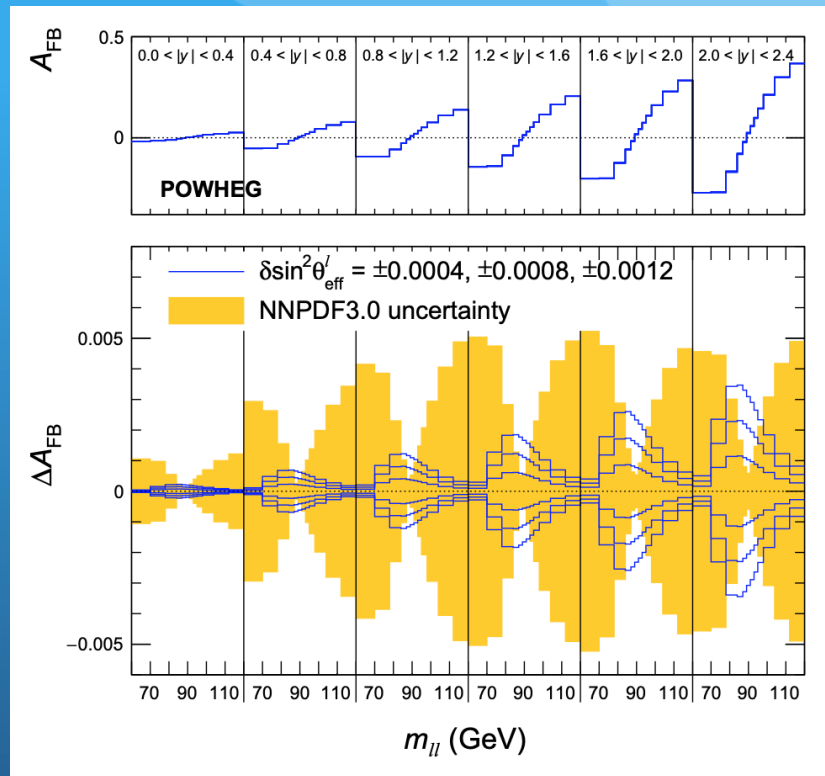 A_FB
0.5
0
0.0 < |y| < 0.4
0.4 < |y| < 0.8
0.8 < |y| < 1.2
1.2 < |y| < 1.6
1.6 < |y| < 2.0
2.0 < |y| < 2.4
POWHEG
δsin²θˡ_eff = ±0.0004, ±0.0008, ±0.0012
NNPDF3.0 uncertainty
ΔA_FB
0.005
0
−0.005
70 90 110 70 90 110 70 90 110 70 90 110 70 90 110 70 90 110
m_ll (GeV)